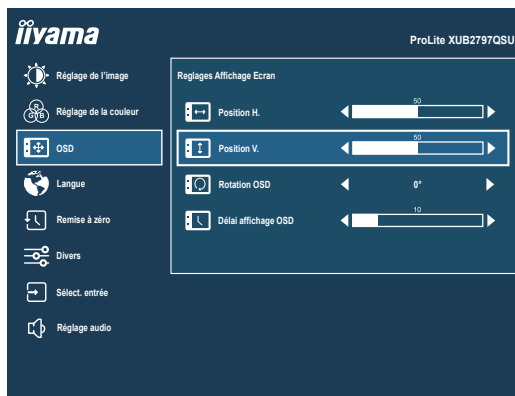 iiyama
ProLite XUB2797QSU
Réglage de l'image
Réglage de la couleur
R
G B
OSD
Langue
Remise à zéro
Divers
Sélect. entrée
Réglage audio
Reglages Affichage Ecran
Position H.
50
Position V.
50
Rotation OSD
0°
Délai affichage OSD
10